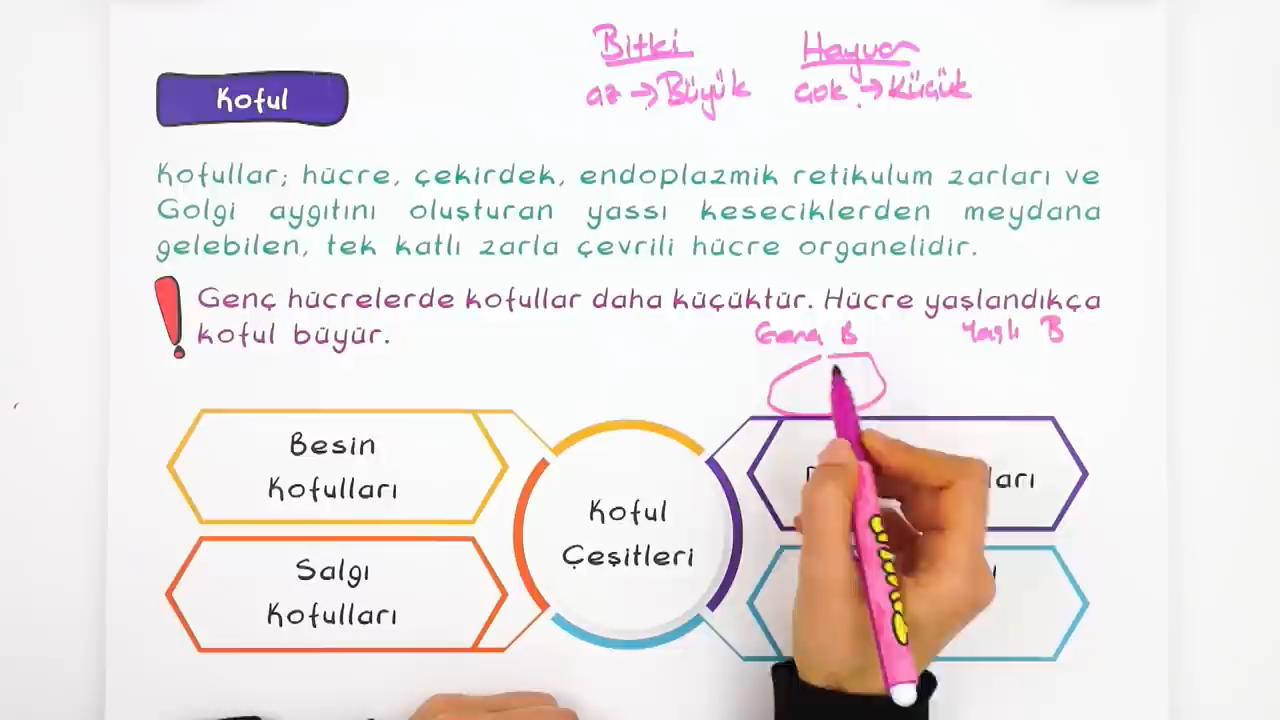 Bitki Hayvan
az → Büyük çok → Küçük
Koful
Kofullar; hücre, çekirdek, endoplazmik retikulum zarları ve
Golgi aygıtını oluşturan yassı keseciklerden meydana
gelebilen, tek katlı zarla çevrili hücre organelidir.
Genç hücrelerde kofullar daha küçüktür. Hücre yaşlandıkça
koful büyür.
Genç B Yaşlı B
Besin
Kofulları
Salgı
Kofulları
Koful
Çeşitleri